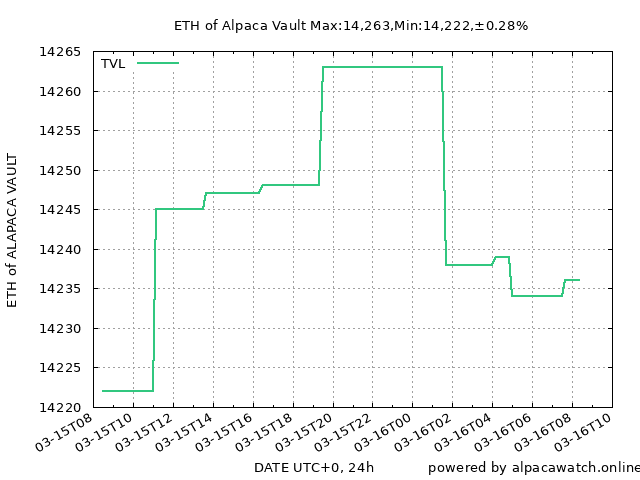 ETH of Alpaca Vault Max:14,263,Min:14,222,±0.28%
TVL
14265
14260
14255
14250
14245
14240
14235
14230
14225
14220
ETH of ALAPACA VAULT
03-15T08
03-15T10
03-15T12
03-15T14
03-15T16
03-15T18
03-15T20
03-15T22
03-16T00
03-16T02
03-16T04
03-16T06
03-16T08
03-16T10
DATE UTC+0, 24h
powered by alpacawatch.online